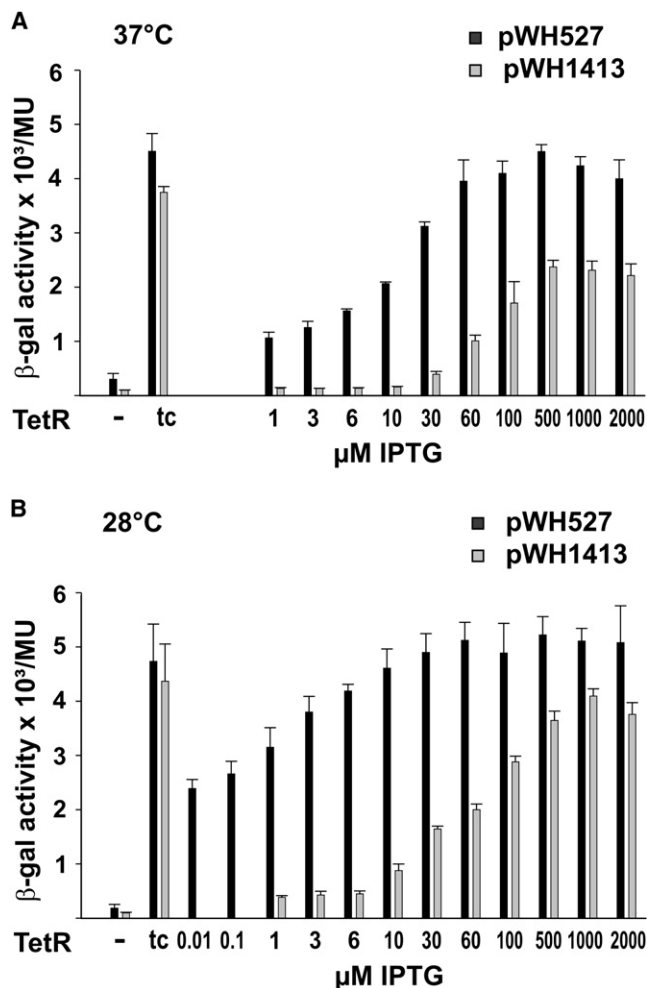 A
37°C
pWH527
pWH1413
β-gal activity x 10³/MU
6
5
4
3
2
1
TetR - tc 1 3 6 10 30 60 100 500 1000 2000
µM IPTG
B
28°C
pWH527
pWH1413
β-gal activity x 10³/MU
6
5
4
3
2
1
TetR - tc 0.01 0.1 1 3 6 10 30 60 100 500 1000 2000
µM IPTG